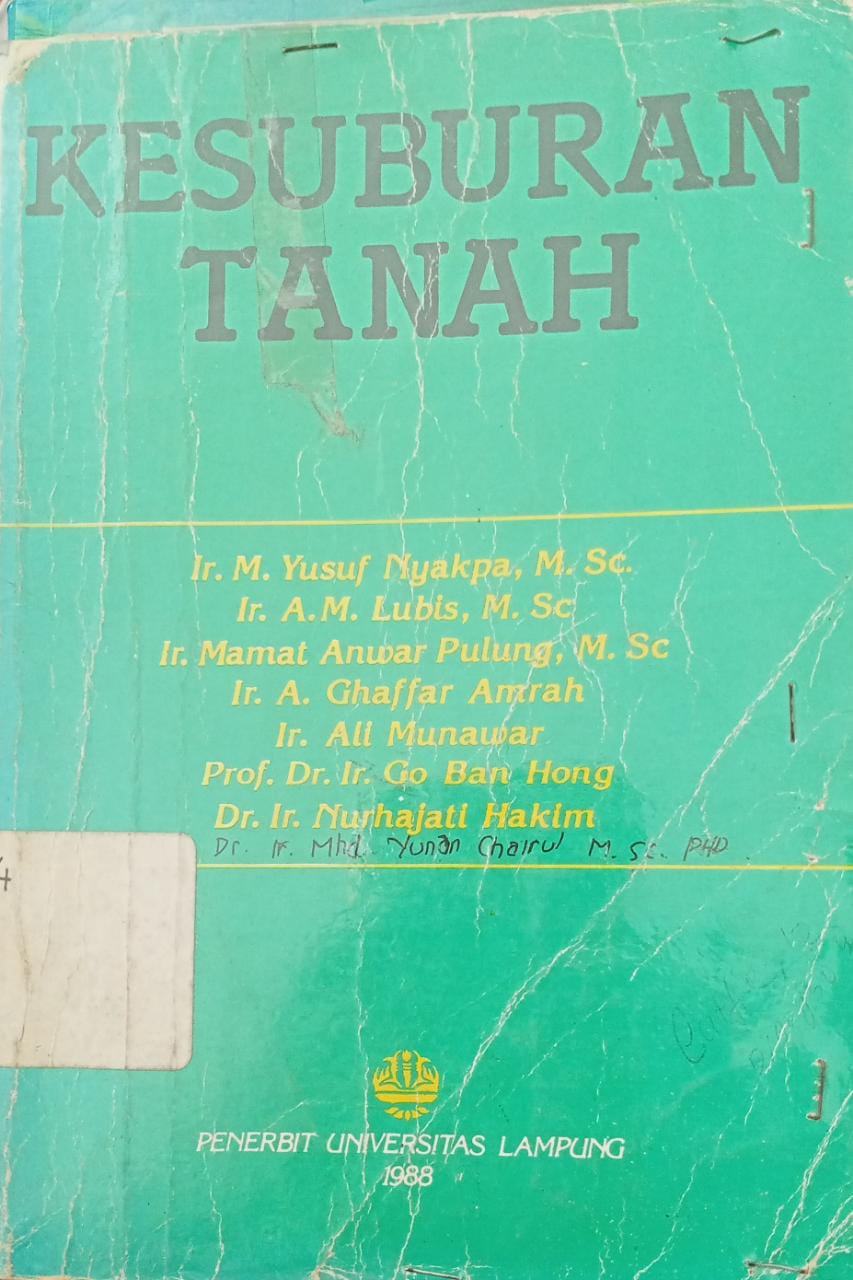 KESUBURAN
TANAH
Ir. M. Yusuf Nyakpa, M. Sc.
Ir. A.M. Lubis, M. Sc
Ir. Mamat Anwar Pulung, M. Sc
Ir. A. Ghaffar Amrah
Ir. Ali Munawar
Prof. Dr. Ir. Go Ban Hong
Dr. Ir. Nurhajati Hakim
Dr. Ir. Mhd. Yunan Chairul M. Sc. PHD
4
PENERBIT UNIVERSITAS LAMPUNG
1988